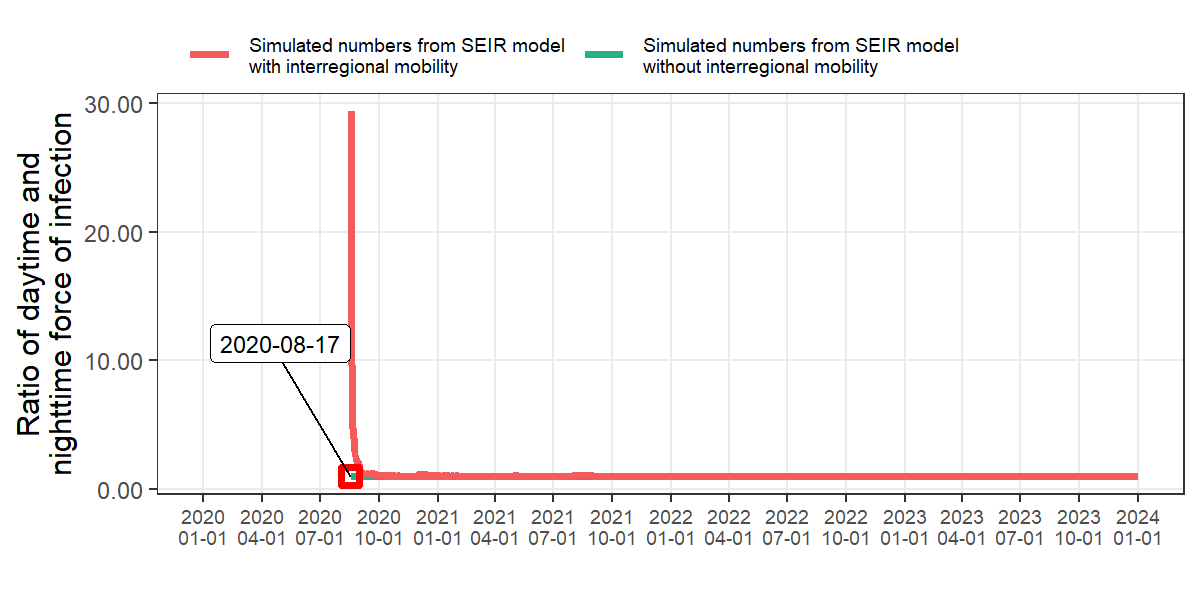 Simulated numbers from SEIR model
with interregional mobility
Simulated numbers from SEIR model
without interregional mobility
Ratio of daytime and
nighttime force of infection
30.00
20.00
10.00
0.00
2020-08-17
2020 2020 2020 2020 2021 2021 2021 2021 2022 2022 2022 2022 2023 2023 2023 2023 2024
01-01 04-01 07-01 10-01 01-01 04-01 07-01 10-01 01-01 04-01 07-01 10-01 01-01 04-01 07-01 10-01 01-01